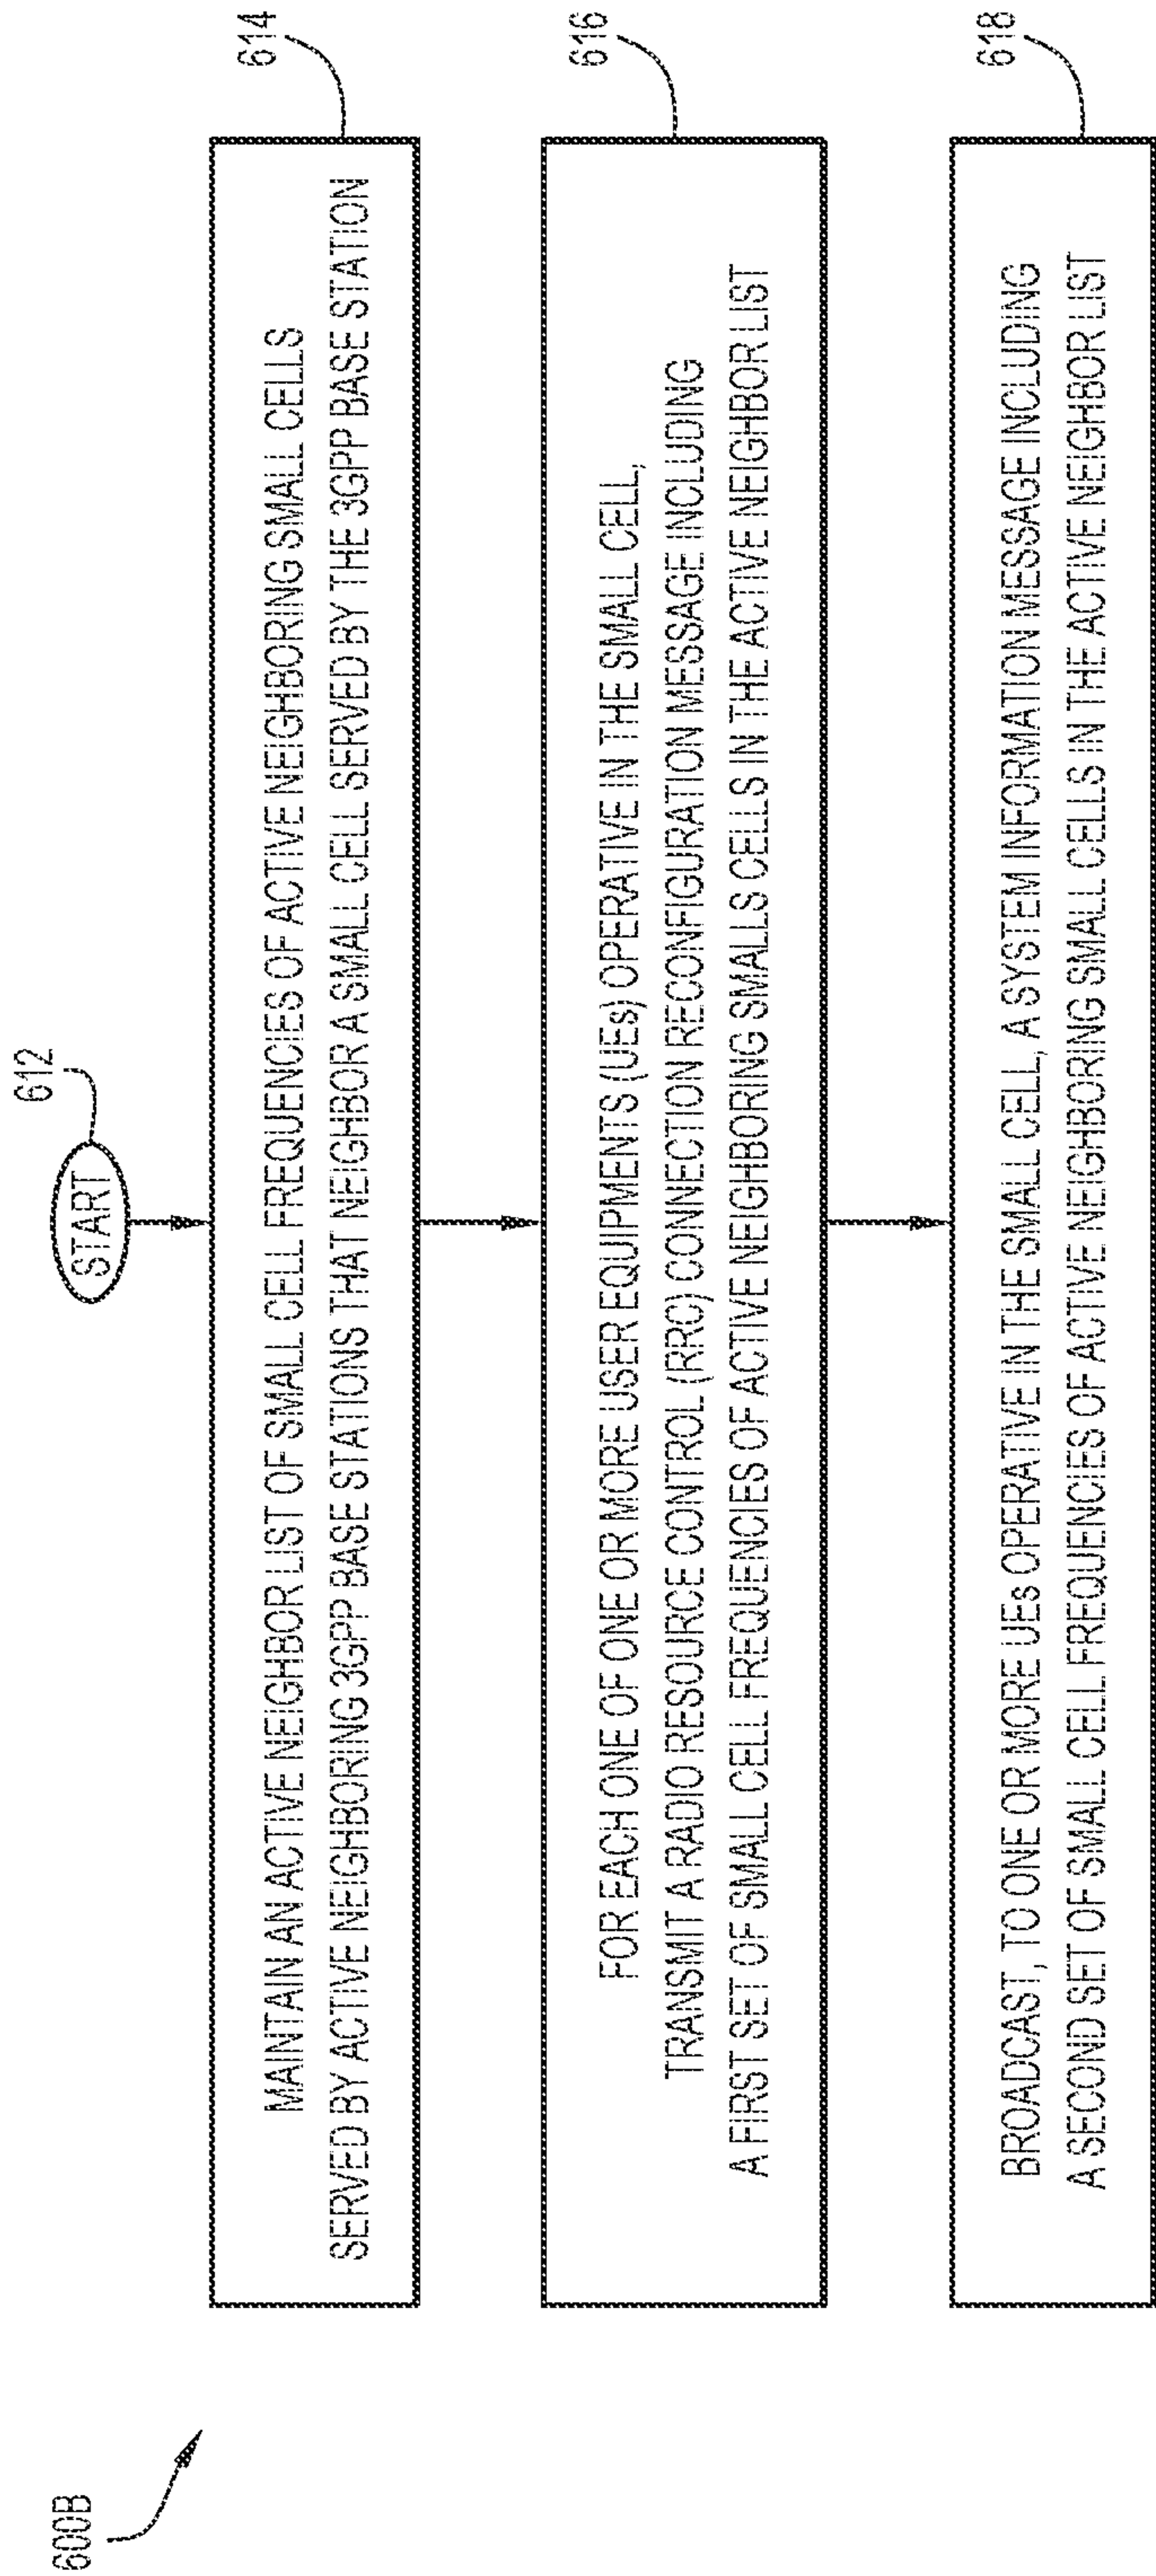 600B
612
START
614
MAINTAIN AN ACTIVE NEIGHBOR LIST OF SMALL CELL FREQUENCIES OF ACTIVE NEIGHBORING SMALL CELLS
SERVED BY ACTIVE NEIGHBORING 3GPP BASE STATIONS THAT NEIGHBOR A SMALL CELL SERVED BY THE 3GPP BASE STATION
616
FOR EACH ONE OF ONE OR MORE USER EQUIPMENTS (UEs) OPERATIVE IN THE SMALL CELL,
TRANSMIT A RADIO RESOURCE CONTROL (RRC) CONNECTION RECONFIGURATION MESSAGE INCLUDING
A FIRST SET OF SMALL CELL FREQUENCIES OF ACTIVE NEIGHBORING SMALLS CELLS IN THE ACTIVE NEIGHBOR LIST
618
BROADCAST, TO ONE OR MORE UEs OPERATIVE IN THE SMALL CELL, A SYSTEM INFORMATION MESSAGE INCLUDING
A SECOND SET OF SMALL CELL FREQUENCIES OF ACTIVE NEIGHBORING SMALL CELLS IN THE ACTIVE NEIGHBOR LIST